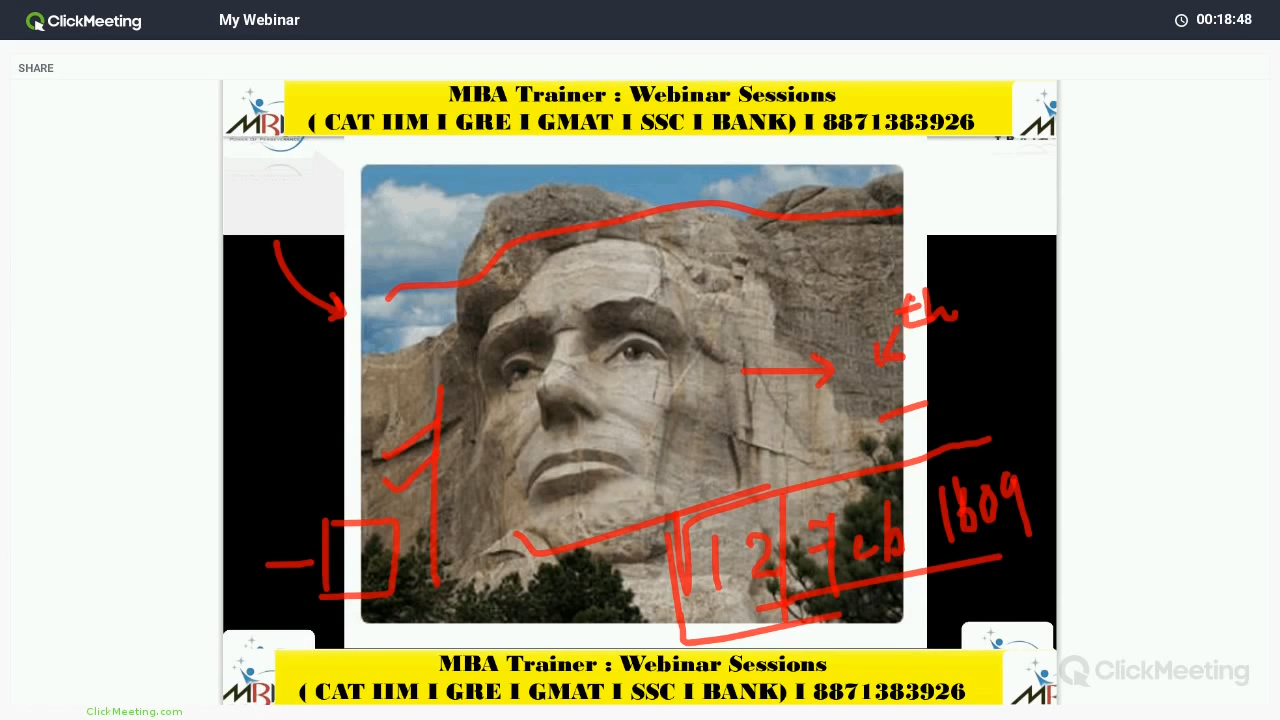 ClickMeeting My Webinar 00:18:48
SHARE
MBA Trainer : Webinar Sessions
( CAT IIM I GRE I GMAT I SSC I BANK) I 8871383926
th
12 Feb 1809
MBA Trainer : Webinar Sessions
( CAT IIM I GRE I GMAT I SSC I BANK) I 8871383926
ClickMeeting
ClickMeeting.com